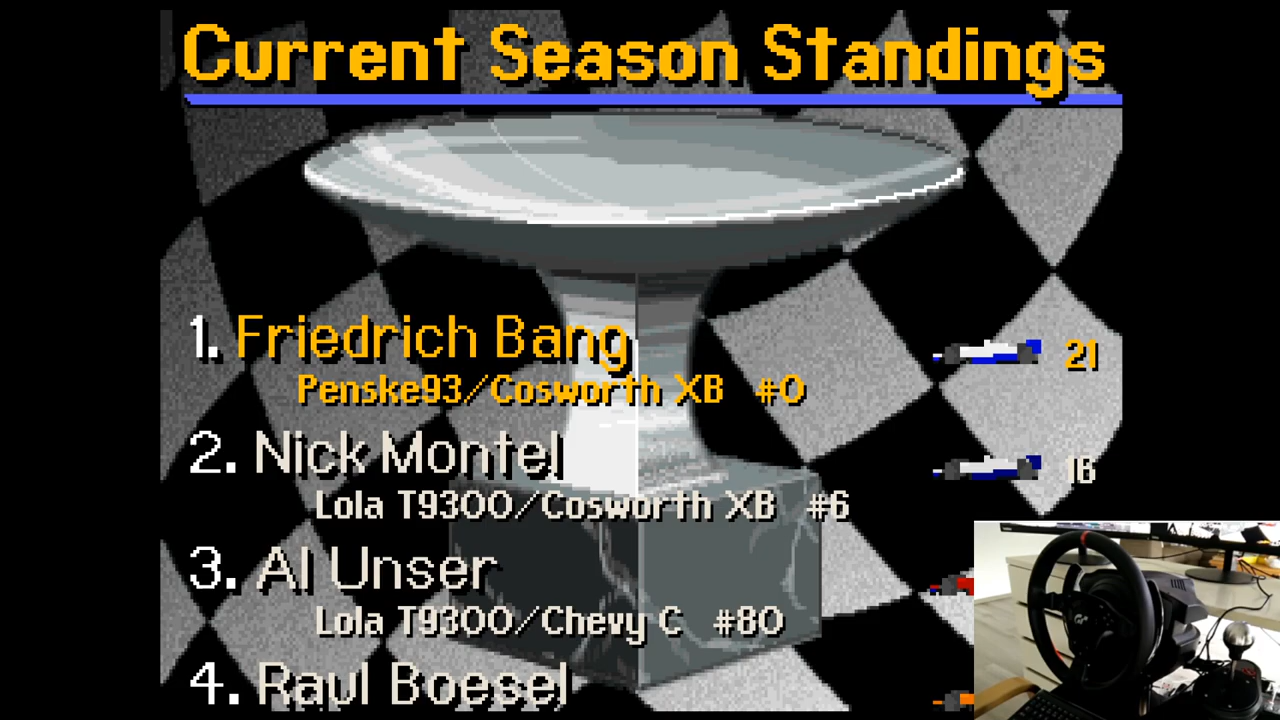 Current Season Standings
1. Friedrich Bang 21
Penske93/Cosworth XB #0
2. Nick Montel 16
Lola T9300/Cosworth XB #6
3. Al Unser
Lola T9300/Chevy C #80
4. Raul Boesel